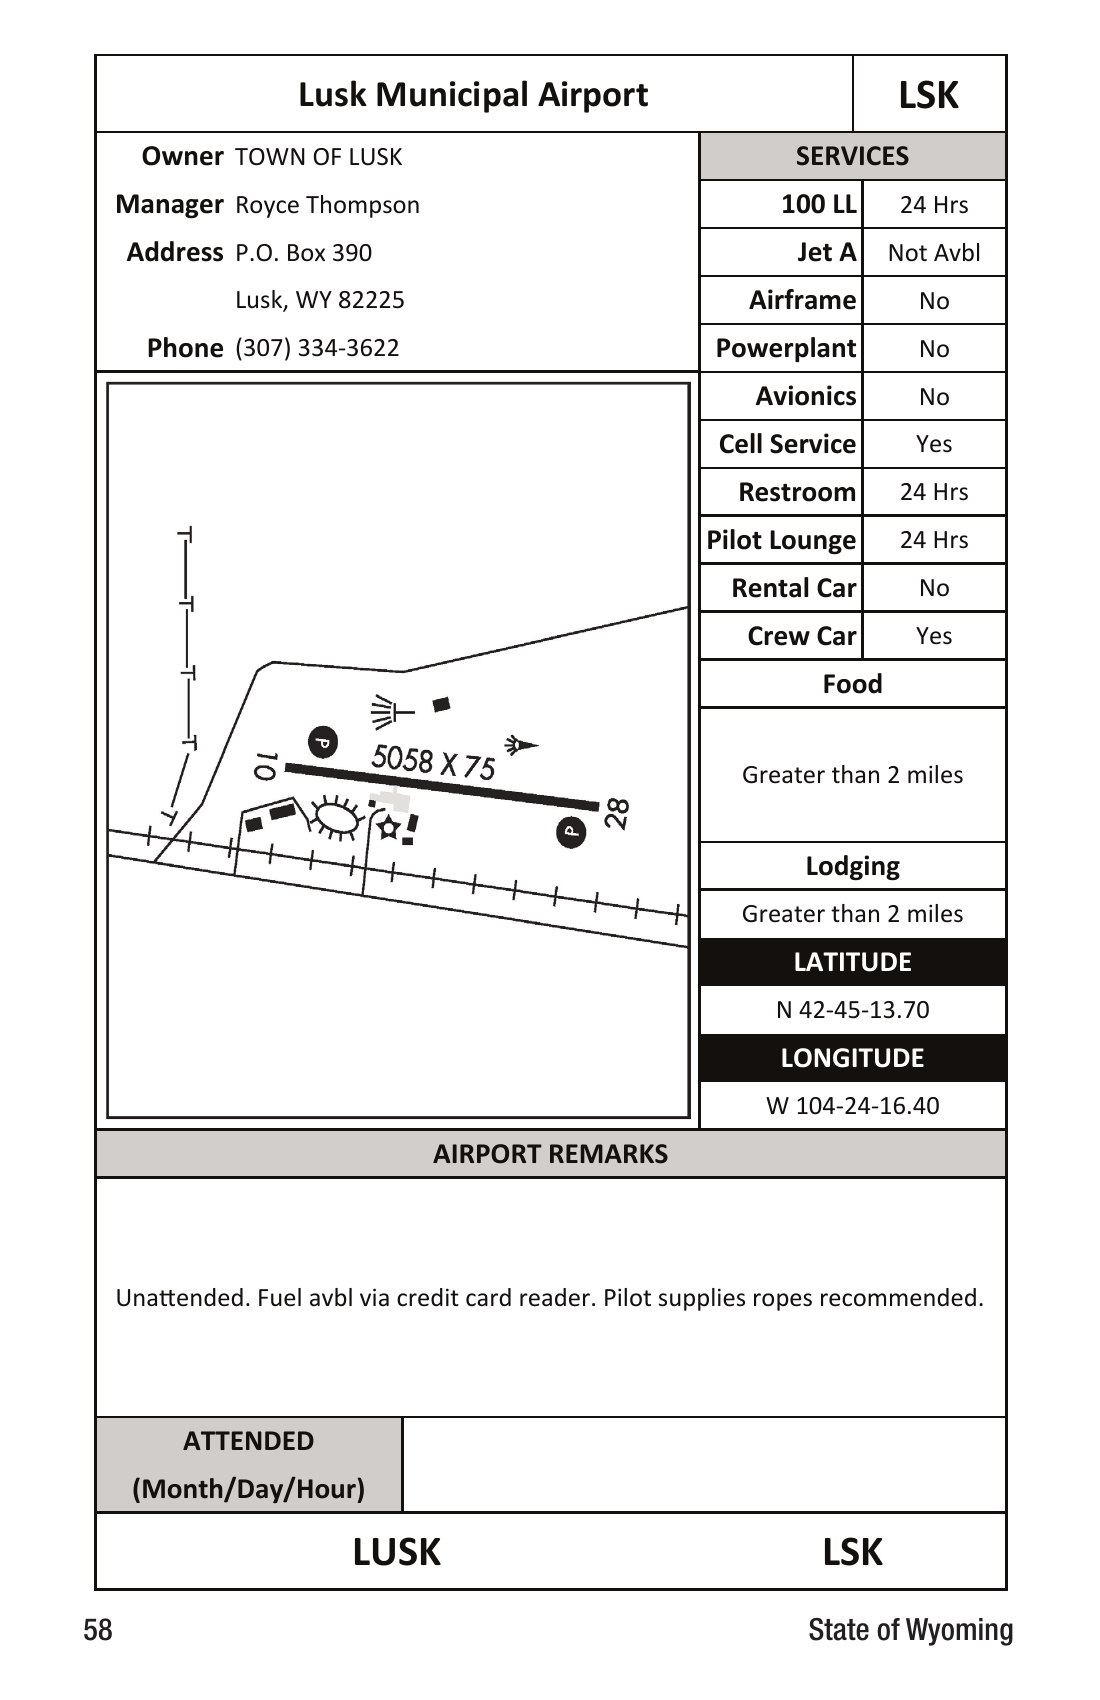 Lusk Municipal Airport LSK
Owner TOWN OF LUSK
Manager Royce Thompson
Address P.O. Box 390
Lusk, WY 82225
Phone (307) 334-3622
SERVICES
100 LL 24 Hrs
Jet A Not Avbl
Airframe No
Powerplant No
Avionics No
Cell Service Yes
Restroom 24 Hrs
Pilot Lounge 24 Hrs
Rental Car No
Crew Car Yes
Food
Greater than 2 miles
Lodging
Greater than 2 miles
LATITUDE
N 42-45-13.70
LONGITUDE
W 104-24-16.40
P
10
5058 X 75
28
P
AIRPORT REMARKS
Unattended. Fuel avbl via credit card reader. Pilot supplies ropes recommended.
ATTENDED
(Month/Day/Hour)
LUSK LSK
58 State of Wyoming